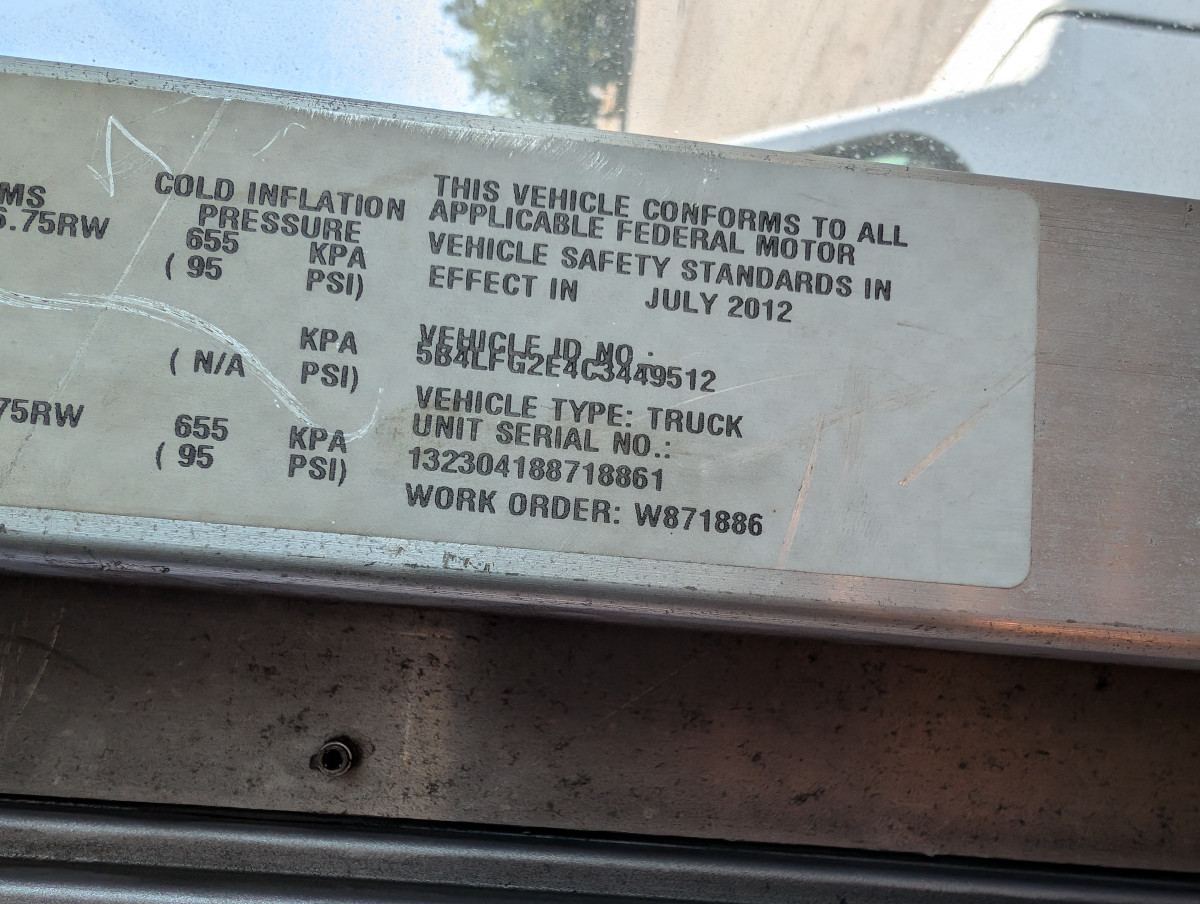 MS
6.75RW
COLD INFLATION
PRESSURE
655 KPA
( 95 PSI)
KPA
( N/A PSI)
75RW
655 KPA
( 95 PSI)
THIS VEHICLE CONFORMS TO ALL
APPLICABLE FEDERAL MOTOR
VEHICLE SAFETY STANDARDS IN
EFFECT IN JULY 2012
VEHICLE ID NO.:
5B4LFG2E4C3449512
VEHICLE TYPE: TRUCK
UNIT SERIAL NO.:
132304188718861
WORK ORDER: W871886